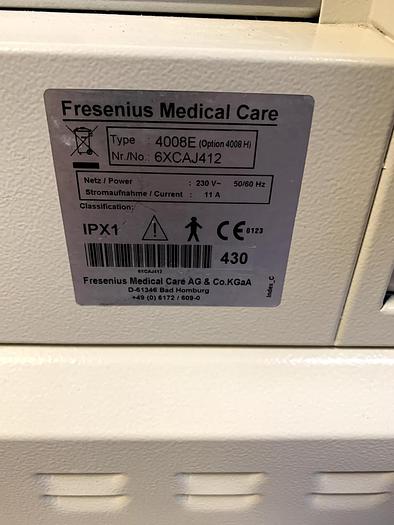 Fresenius Medical Care
Type : 4008E (Option 4008 H)
Nr./No.: 6XCAJ412
Netz / Power : 230 V~ 50/60 Hz
Stromaufnahme / Current : 11 A
Classification:
IPX1 CE 0123
430
6XCAJ412
Fresenius Medical Care AG & Co.KGaA
D-61346 Bad Homburg
+49 (0) 6172 / 609-0
Index_C